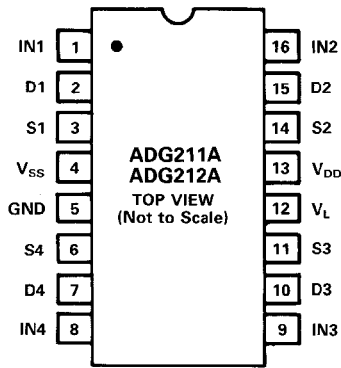 IN1 1 16 IN2
D1 2 15 D2
S1 3 14 S2
VSS 4 13 VDD
GND 5 12 VL
S4 6 11 S3
D4 7 10 D3
IN4 8 9 IN3
ADG211A
ADG212A
TOP VIEW
(Not to Scale)